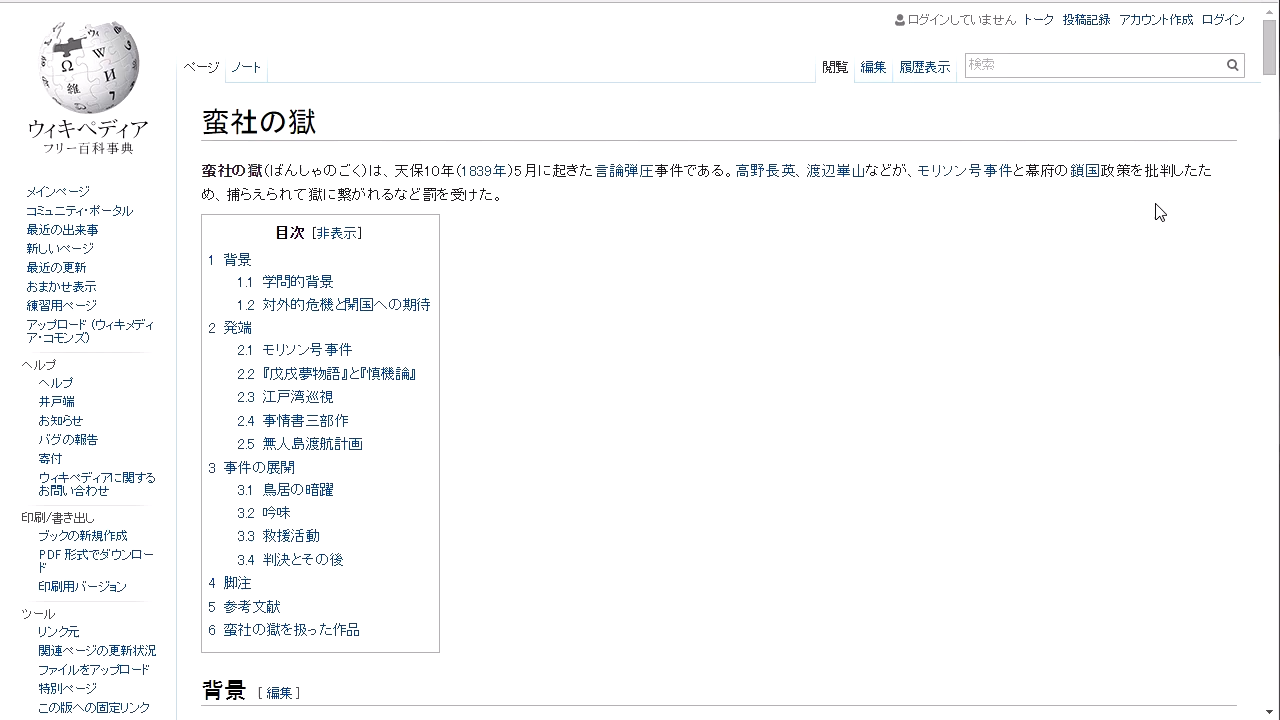 ログインしていません トーク 投稿記録 アカウント作成 ログイン
ページ ノート 閲覧 編集 履歴表示 検索
ウィキペディア
フリー百科事典
メインページ
コミュニティ・ポータル
最近の出来事
新しいページ
最近の更新
おまかせ表示
練習用ページ
アップロード (ウィキメディ
ア・コモンズ)
ヘルプ
ヘルプ
井戸端
お知らせ
バグの報告
寄付
ウィキペディアに関する
お問い合わせ
印刷/書き出し
ブックの新規作成
PDF 形式でダウンロー
ド
印刷用バージョン
ツール
リンク元
関連ページの更新状況
ファイルをアップロード
特別ページ
この版への固定リンク
蛮社の獄
蛮社の獄(ばんしゃのごく)は、天保10年(1839年)5月に起きた言論弾圧事件である。高野長英、渡辺崋山などが、モリソン号事件と幕府の鎖国政策を批判したた
め、捕らえられて獄に繋がれるなど罰を受けた。
目次 [非表示]
1 背景
1.1 学問的背景
1.2 対外的危機と開国への期待
2 発端
2.1 モリソン号事件
2.2 『戊戌夢物語』と『慎機論』
2.3 江戸湾巡視
2.4 事情書三部作
2.5 無人島渡航計画
3 事件の展開
3.1 鳥居の暗躍
3.2 吟味
3.3 救援活動
3.4 判決とその後
4 脚注
5 参考文献
6 蛮社の獄を扱った作品
背景 [編集]